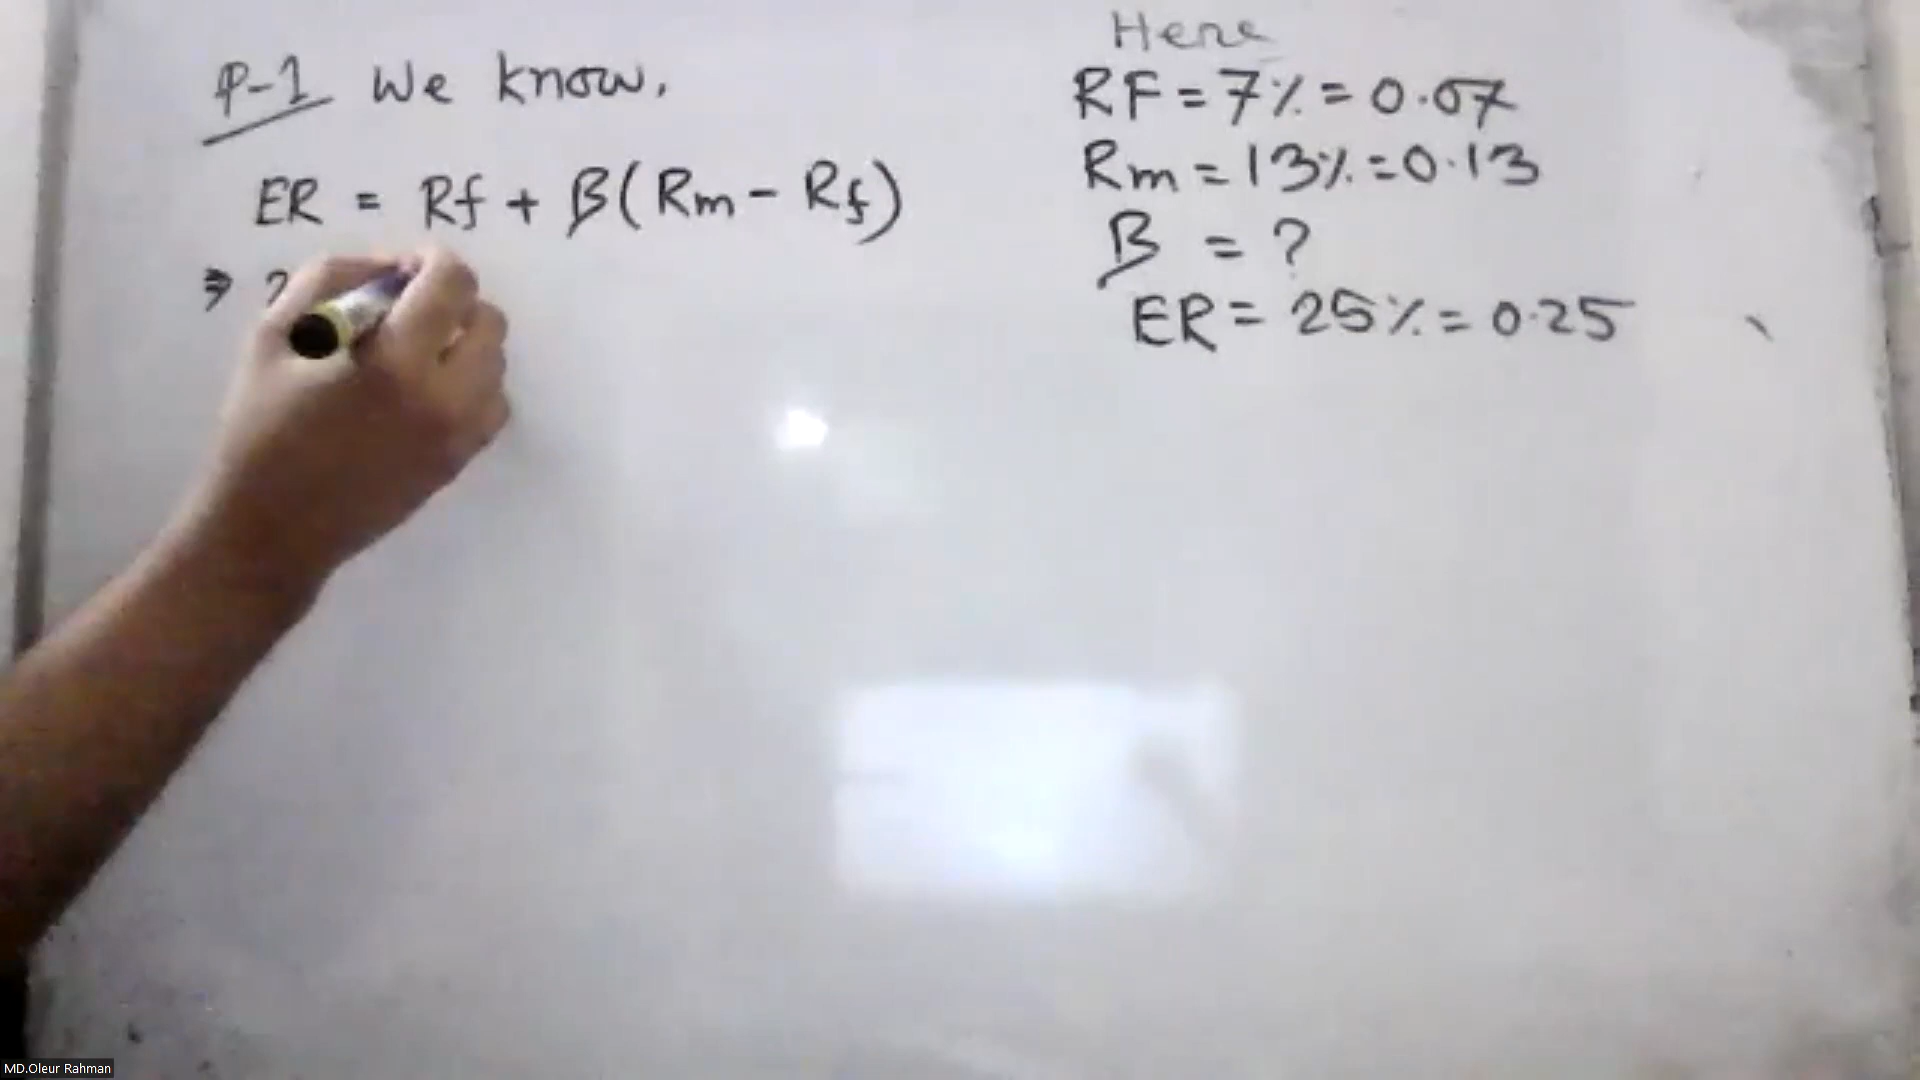 P-1 We know,
ER = Rf + β(Rm - Rf)
⇒ 2
Here
RF = 7% = 0.07
Rm = 13% = 0.13
β = ?
ER = 25% = 0.25
MD.Oleur Rahman